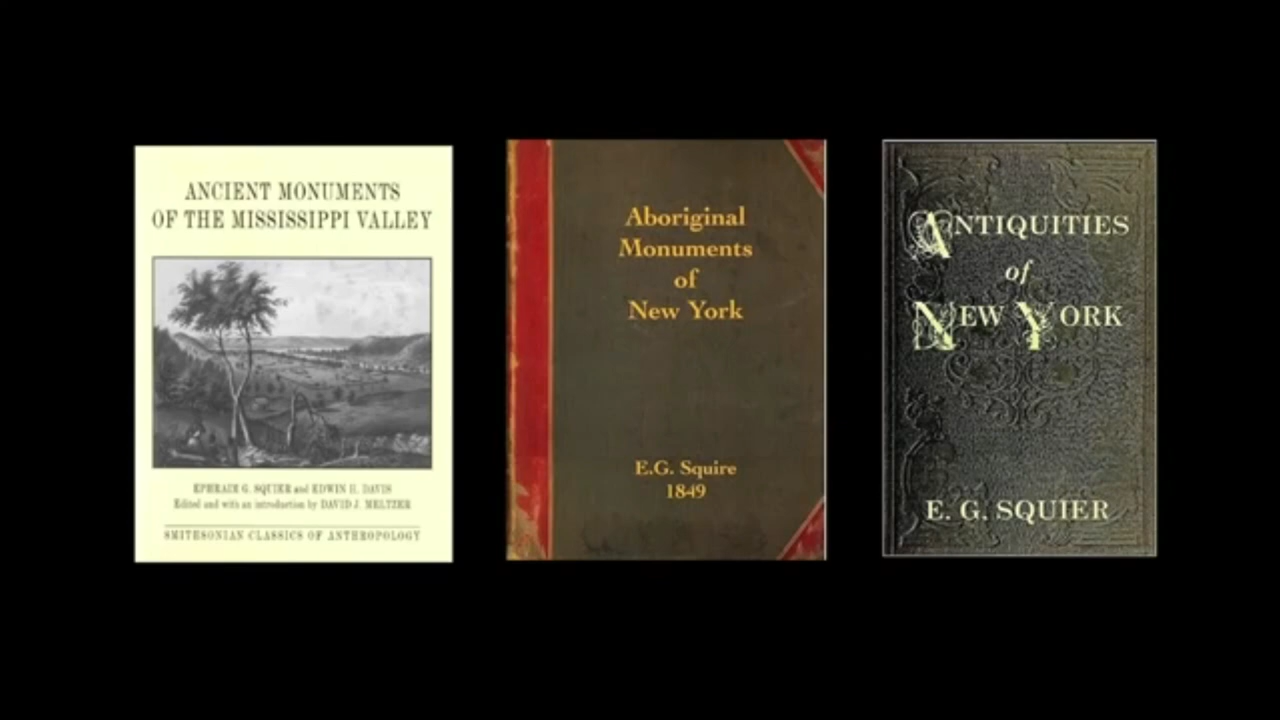 ANCIENT MONUMENTS
OF THE MISSISSIPPI VALLEY
EPHRAIM G. SQUIER and EDWIN H. DAVIS
Edited and with an introduction by DAVID J. MELTZER
SMITHSONIAN CLASSICS OF ANTHROPOLOGY
Aboriginal
Monuments
of
New York
E.G. Squire
1849
ANTIQUITIES
of
NEW YORK
E. G. SQUIER